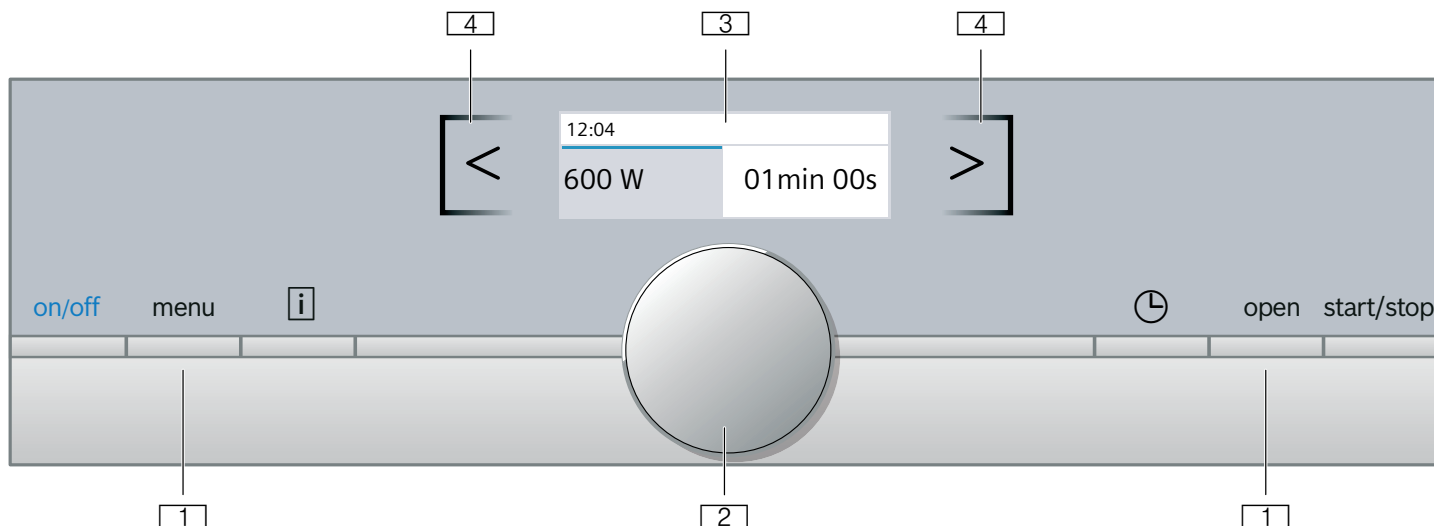 4 3 4
12:04
< 600 W 01min 00s >
on/off menu i open start/stop
1 2 1